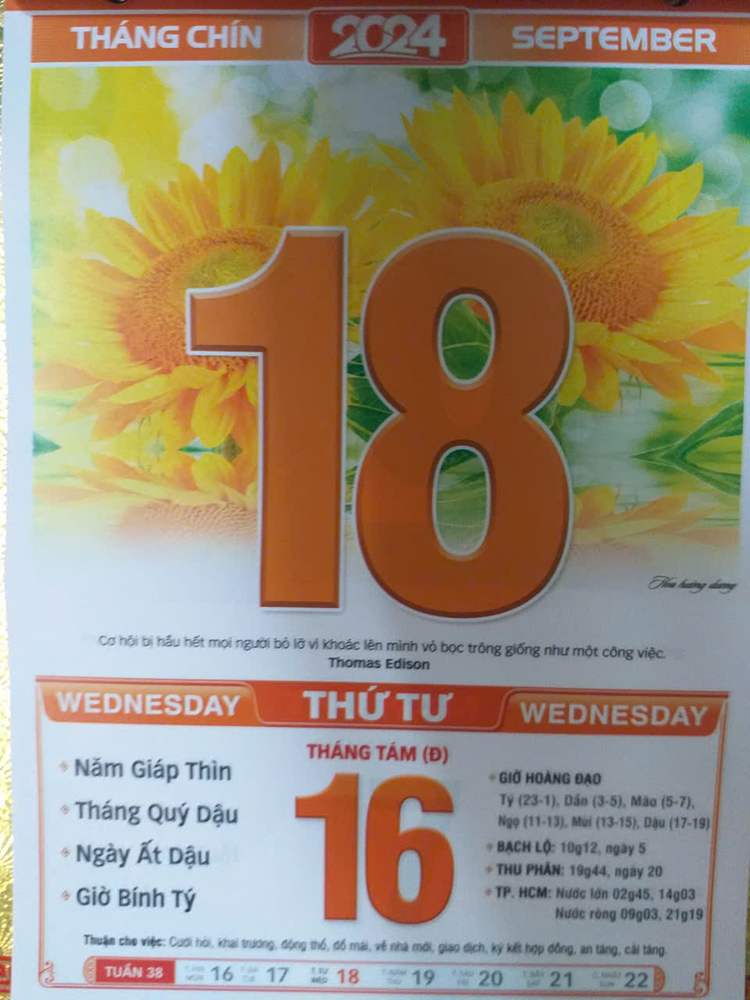 THÁNG CHÍN 2024 SEPTEMBER
18
Hoa hướng dương
Cơ hội bị hầu hết mọi người bỏ lỡ vì khoác lên mình vỏ bọc trông giống như một công việc.
Thomas Edison
WEDNESDAY THỨ TƯ WEDNESDAY
THÁNG TÁM (Đ)
16
Năm Giáp Thìn
Tháng Quý Dậu
Ngày Ất Dậu
Giờ Bính Tý
GIỜ HOÀNG ĐẠO
Tý (23-1), Dần (3-5), Mão (5-7),
Ngọ (11-13), Mùi (13-15), Dậu (17-19)
BẠCH LỘ: 10g12, ngày 5
THU PHÂN: 19g44, ngày 20
TP. HCM: Nước lớn 02g45, 14g03
Nước ròng 09g03, 21g19
Thuận cho việc: Cưới hỏi, khai trương, động thổ, đổ mái, về nhà mới, giao dịch, ký kết hợp đồng, an táng, cải táng.
TUẦN 38 T.HAI MON 16 T.BA TUE 17 T.TƯ WED 18 T.NĂM THU 19 T.SÁU FRI 20 T.BẢY SAT 21 C.NHẬT SUN 22